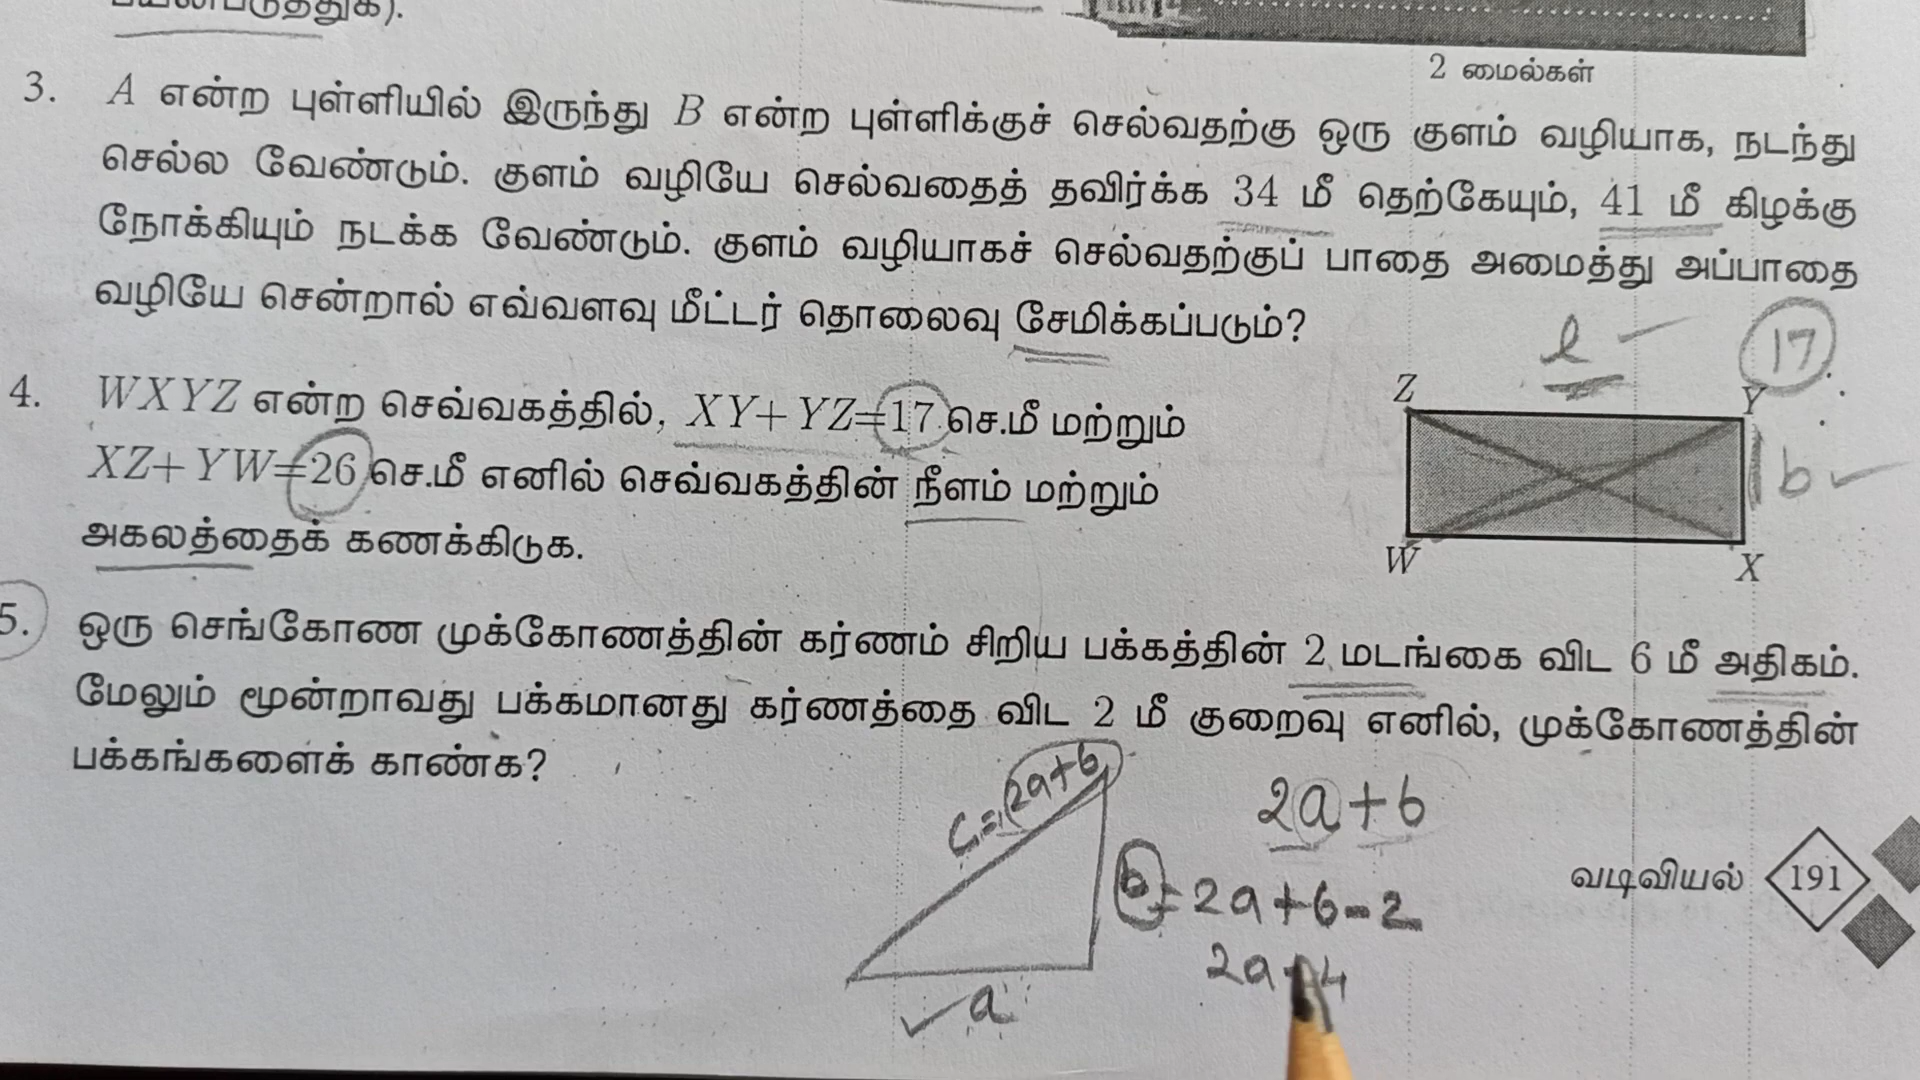 2 மைல்கள்
3. A என்ற புள்ளியில் இருந்து B என்ற புள்ளிக்குச் செல்வதற்கு ஒரு குளம் வழியாக, நடந்து
செல்ல வேண்டும். குளம் வழியே செல்வதைத் தவிர்க்க 34 மீ தெற்கேயும், 41 மீ கிழக்கு
நோக்கியும் நடக்க வேண்டும். குளம் வழியாகச் செல்வதற்குப் பாதை அமைத்து அப்பாதை
வழியே சென்றால் எவ்வளவு மீட்டர் தொலைவு சேமிக்கப்படும்?
l 17
4. WXYZ என்ற செவ்வகத்தில், XY+YZ=17 செ.மீ மற்றும்
XZ+YW=26 செ.மீ எனில் செவ்வகத்தின் நீளம் மற்றும்
அகலத்தைக் கணக்கிடுக.
Z Y
b
W X
5. ஒரு செங்கோண முக்கோணத்தின் கர்ணம் சிறிய பக்கத்தின் 2 மடங்கை விட 6 மீ அதிகம்.
மேலும் மூன்றாவது பக்கமானது கர்ணத்தை விட 2 மீ குறைவு எனில், முக்கோணத்தின்
பக்கங்களைக் காண்க?
C=2a+6
2a+6
b=2a+6-2
2a+4
a
வடிவியல் 191